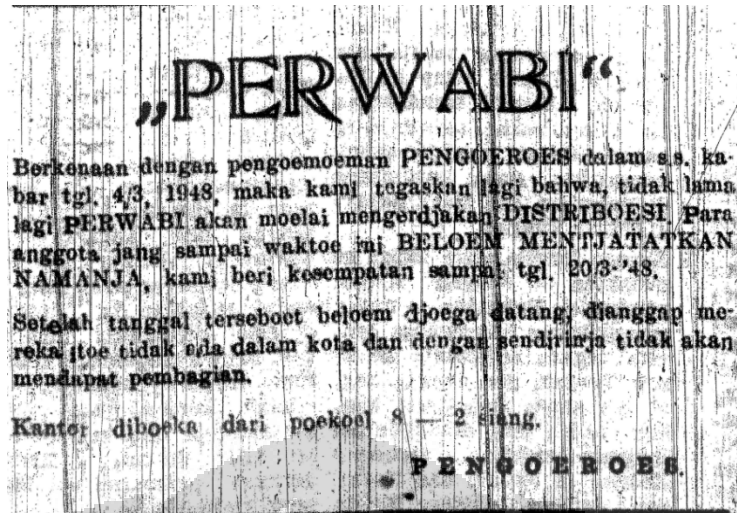 „PERWABI“
Berkenaan dengan pengoemoeman PENGOEROES dalam s.s. ka-
bar tgl. 4/3, 1948, maka kami tegaskan lagi bahwa, tidak lama
lagi PERWABI akan moelai mengerdjakan DISTRIBOESI. Para
anggota jang sampai waktoe ini BELOEM MENTJATATKAN
NAMANJA, kami beri kesempatan sampai tgl. 20/3-'48.
Setelah tanggal terseboet beloem djoega datang, dianggap me-
reka itoe tidak ada dalam kota dan dengan sendirinja tidak akan
mendapat pembagian.
Kantor diboeka dari poekoel 8 — 2 siang.
PENGOEROES.